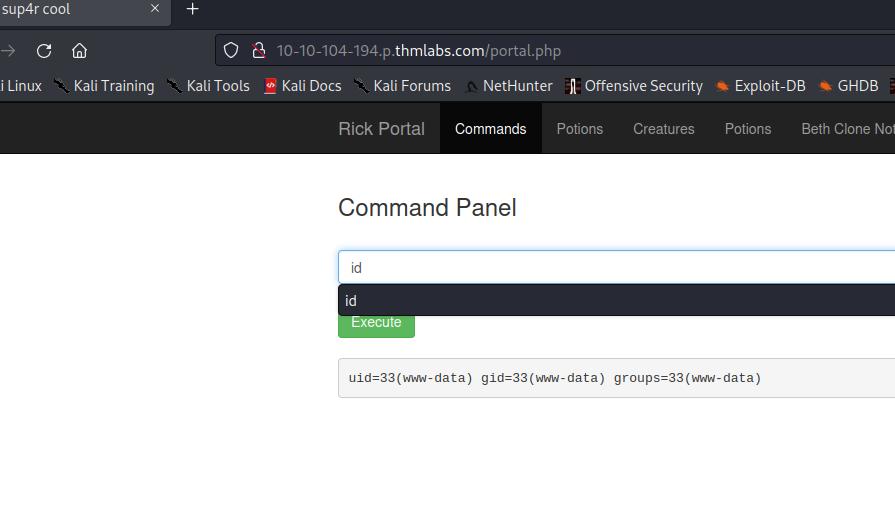 sup4r cool
10-10-104-194.p.thmlabs.com/portal.php
i Linux Kali Training Kali Tools Kali Docs Kali Forums NetHunter Offensive Security Exploit-DB GHDB
Rick Portal Commands Potions Creatures Potions Beth Clone Not
Command Panel
id
id
Execute
uid=33(www-data) gid=33(www-data) groups=33(www-data)